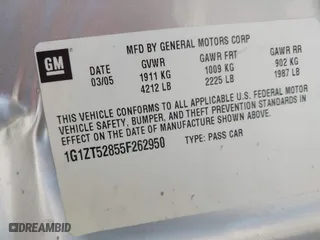 MFD BY GENERAL MOTORS CORP
GM
03/05
GVWR GAWR FRT GAWR RR
1911 KG 1009 KG 902 KG
4212 LB 2225 LB 1987 LB
THIS VEHICLE CONFORMS TO ALL APPLICABLE U.S. FEDERAL MOTOR
VEHICLE SAFETY, BUMPER, AND THEFT PREVENTION STANDARDS IN
EFFECT ON THE DATE OF MANUFACTURE SHOWN ABOVE.
1G1ZT52855F262950 TYPE: PASS CAR
DREAMBID.COM